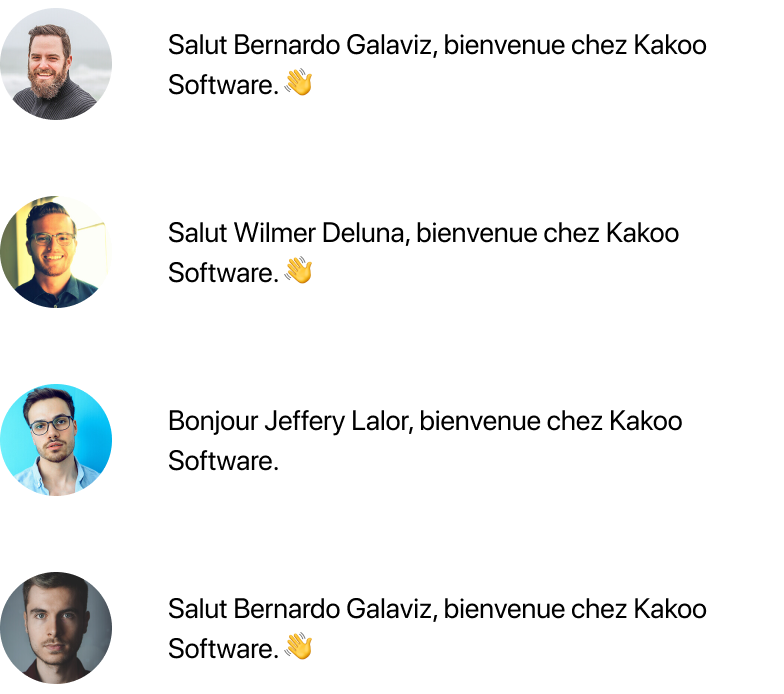 Salut Bernardo Galaviz, bienvenue chez Kakoo
Software. 👋
Salut Wilmer Deluna, bienvenue chez Kakoo
Software. 👋
Bonjour Jeffery Lalor, bienvenue chez Kakoo
Software.
Salut Bernardo Galaviz, bienvenue chez Kakoo
Software. 👋